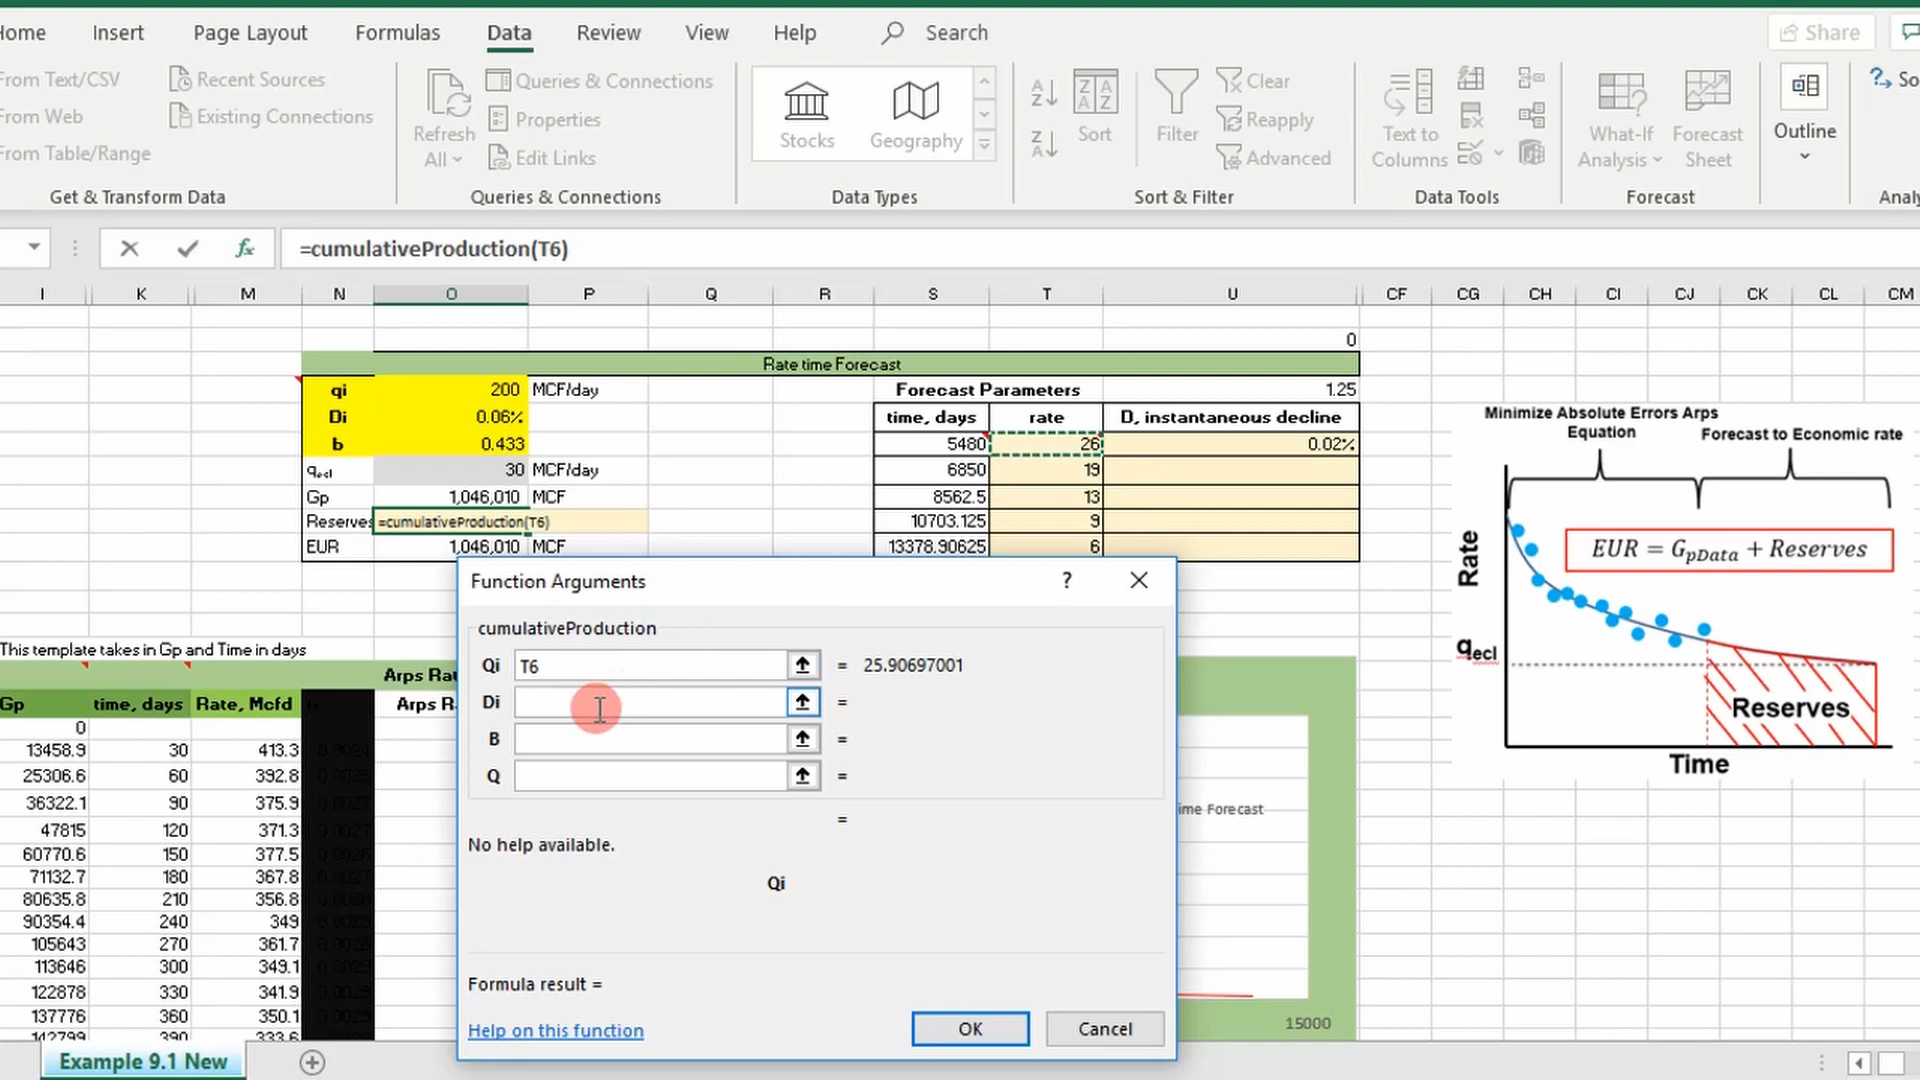 Home Insert Page Layout Formulas Data Review View Help Search Share
From Text/CSV Recent Sources Queries & Connections Clear
From Web Existing Connections Properties Reapply
From Table/Range Edit Links Advanced
Refresh All Stocks Geography Sort Filter Text to Columns What-If Analysis Forecast Sheet Outline
Get & Transform Data Queries & Connections Data Types Sort & Filter Data Tools Forecast
=cumulativeProduction(T6)
I K M N O P Q R S T U CF CG CH CI CJ CK CL CM
0
Rate time Forecast
qi 200 MCF/day Forecast Parameters 1.25
Di 0.06% time, days rate D, instantaneous decline
b 0.433 5480 26 0.02%
qecl 30 MCF/day 6850 19
Gp 1,046,010 MCF 8562.5 13
Reserves =cumulativeProduction(T6) 10703.125 9
EUR 1,046,010 MCF 13378.90625 6
Minimize Absolute Errors Arps
Equation Forecast to Economic rate
Rate
EUR = GpData + Reserves
qecl
Reserves
Time
Function Arguments ?
cumulativeProduction
Qi T6 = 25.90697001
Di =
B =
Q =
=
No help available.
Qi
Formula result =
Help on this function OK Cancel
This template takes in Gp and Time in days
Gp time, days Rate, Mcfd
0
13458.9 30 413.3
25306.6 60 392.8
36322.1 90 375.9
47815 120 371.3
60770.6 150 377.5
71132.7 180 367.8
80635.8 210 356.8
90354.4 240 349
105643 270 361.7
113646 300 349.1
122878 330 341.9
137776 360 350.1
142799 390 333.6
Forecast
15000
Example 9.1 New